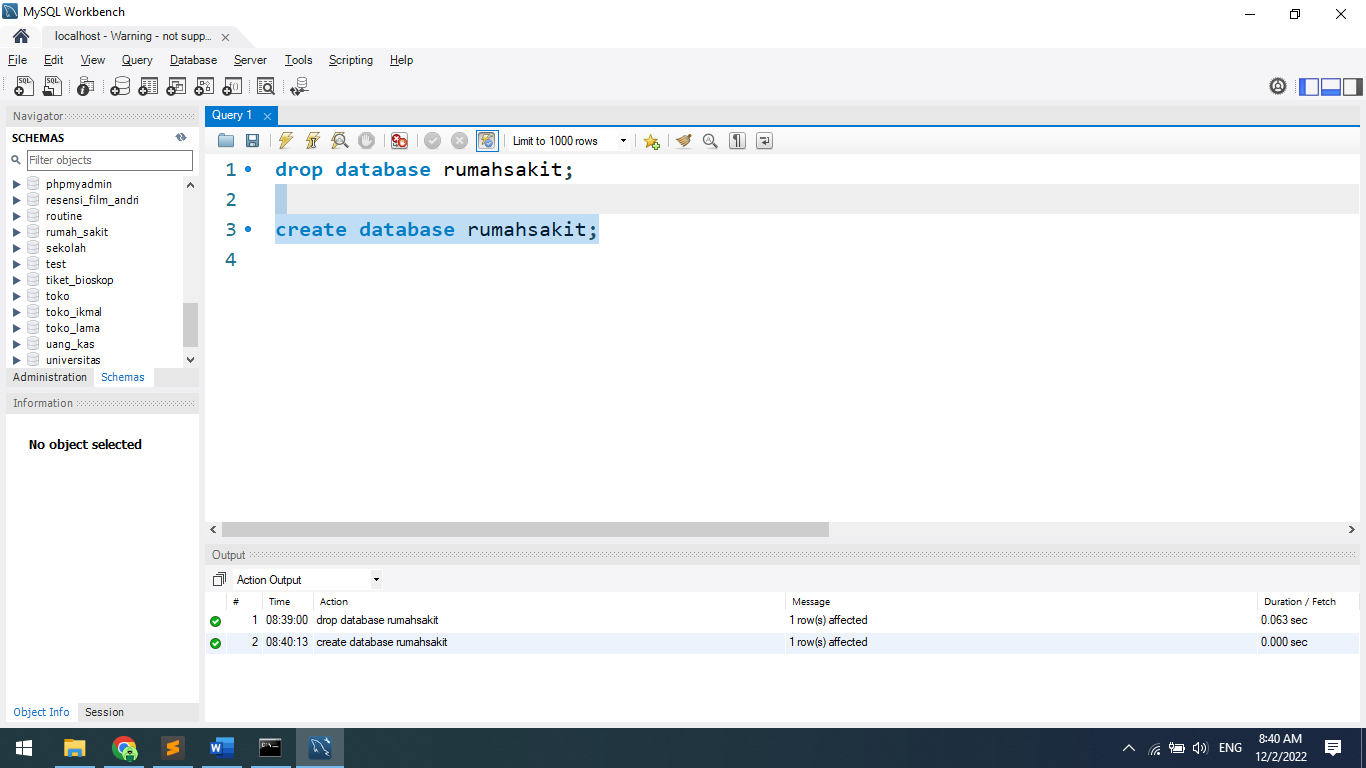 MySQL Workbench
localhost - Warning - not supp...
File Edit View Query Database Server Tools Scripting Help
Navigator
SCHEMAS
Filter objects
phpmyadmin
resensi_film_andri
routine
rumah_sakit
sekolah
test
tiket_bioskop
toko
toko_ikmal
toko_lama
uang_kas
universitas
Administration Schemas
Information
No object selected
Object Info Session
Query 1
Limit to 1000 rows
1 drop database rumahsakit;
2
3 create database rumahsakit;
4
Output
Action Output
# Time Action Message Duration / Fetch
1 08:39:00 drop database rumahsakit 1 row(s) affected 0.063 sec
2 08:40:13 create database rumahsakit 1 row(s) affected 0.000 sec
ENG
8:40 AM
12/2/2022